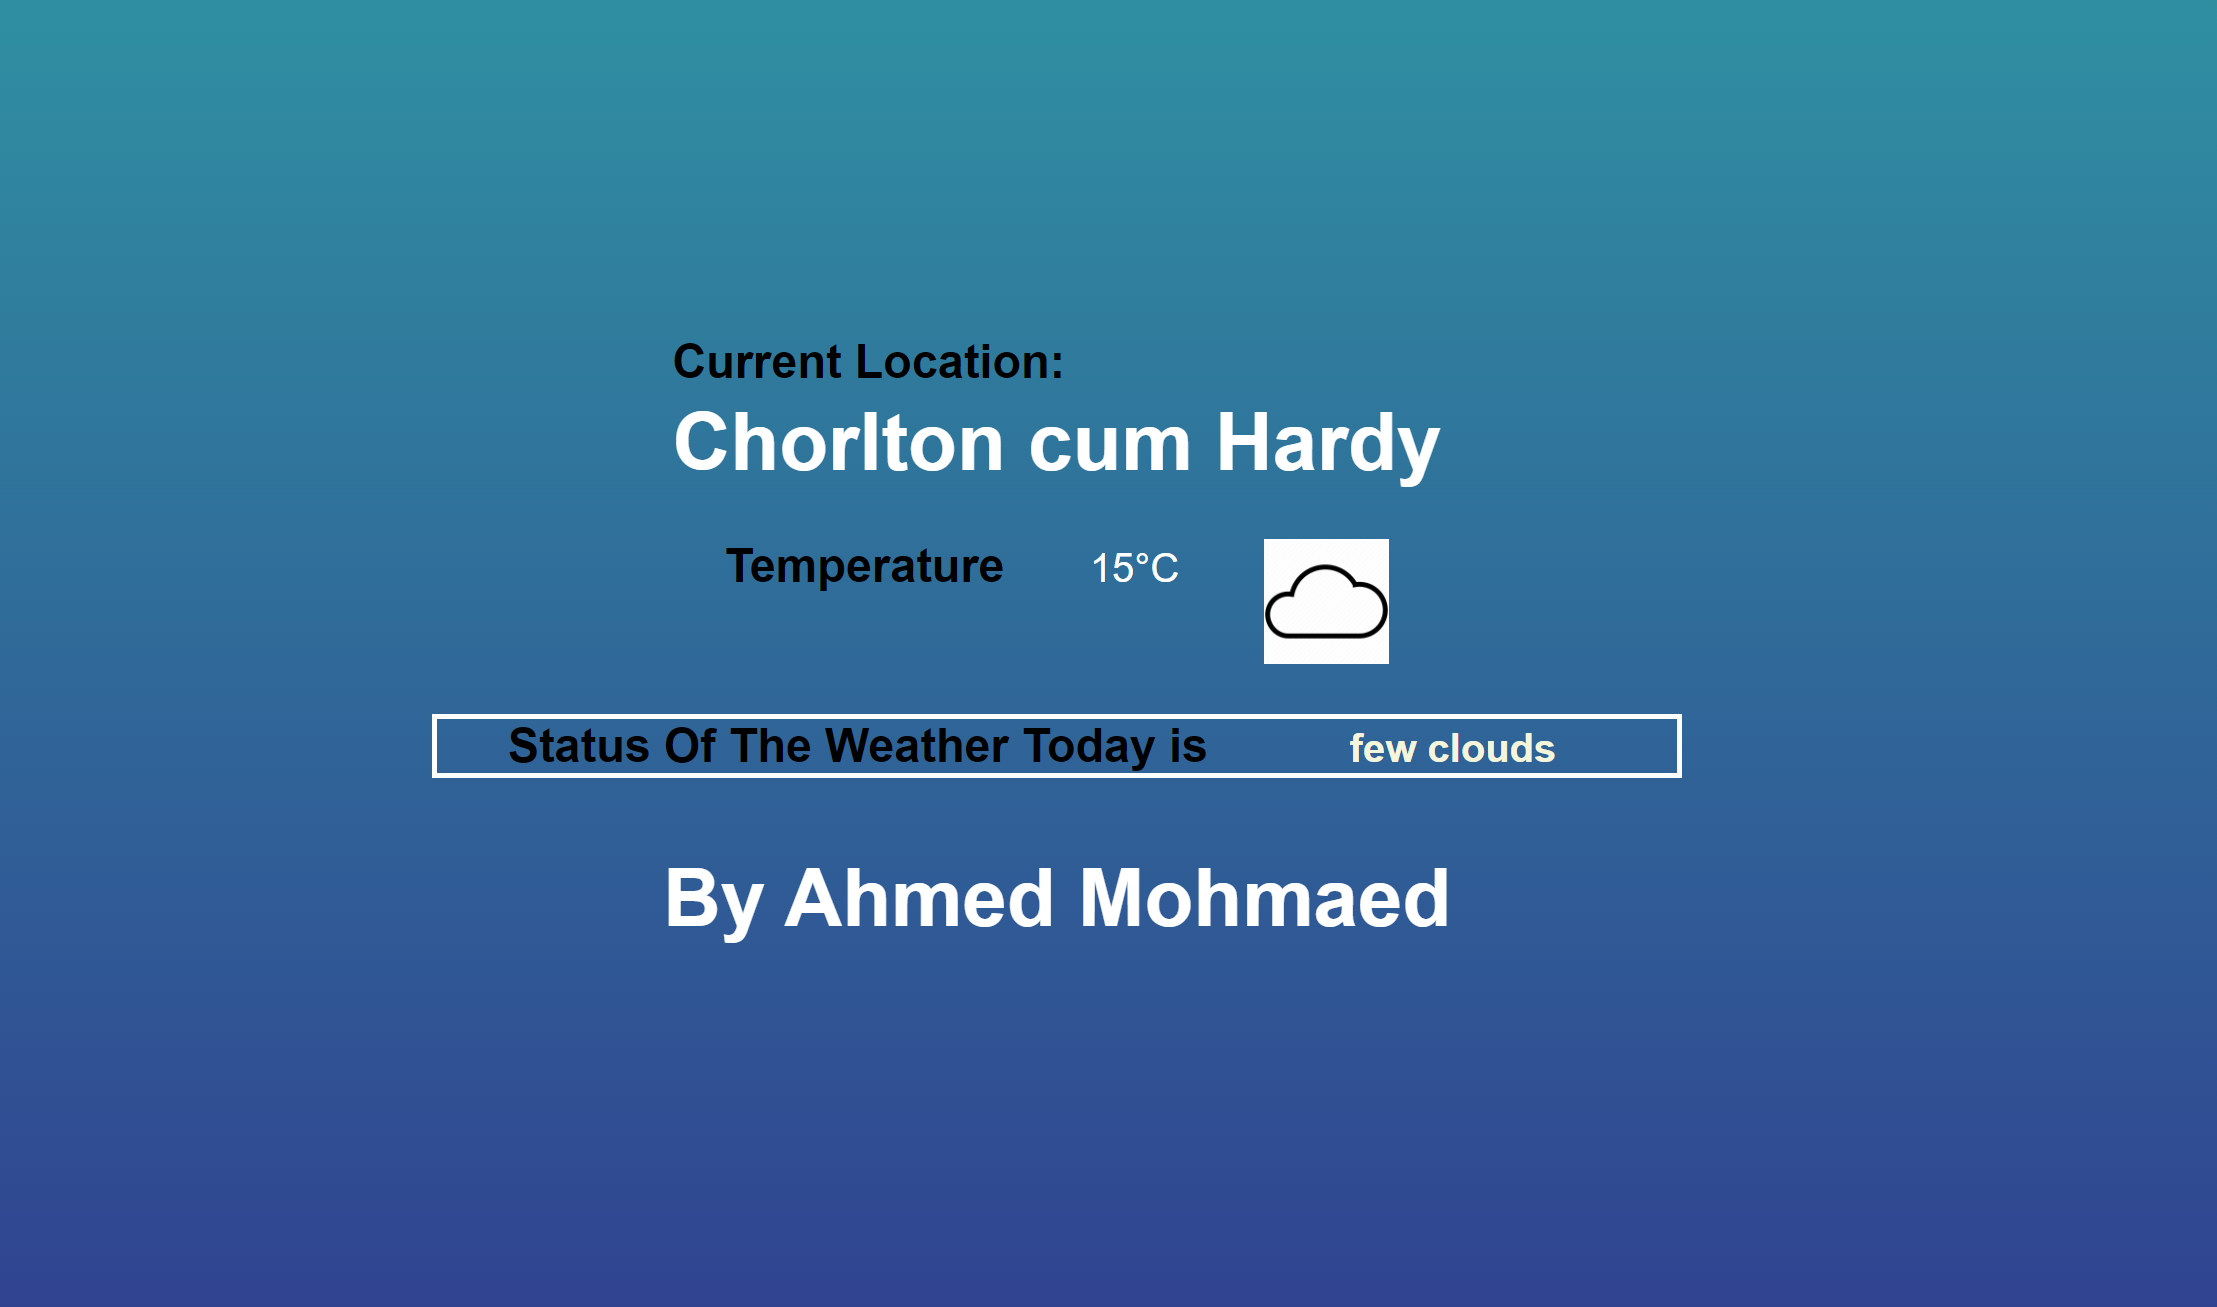 Current Location:
Chorlton cum Hardy
Temperature 15°C
Status Of The Weather Today is few clouds
By Ahmed Mohmaed